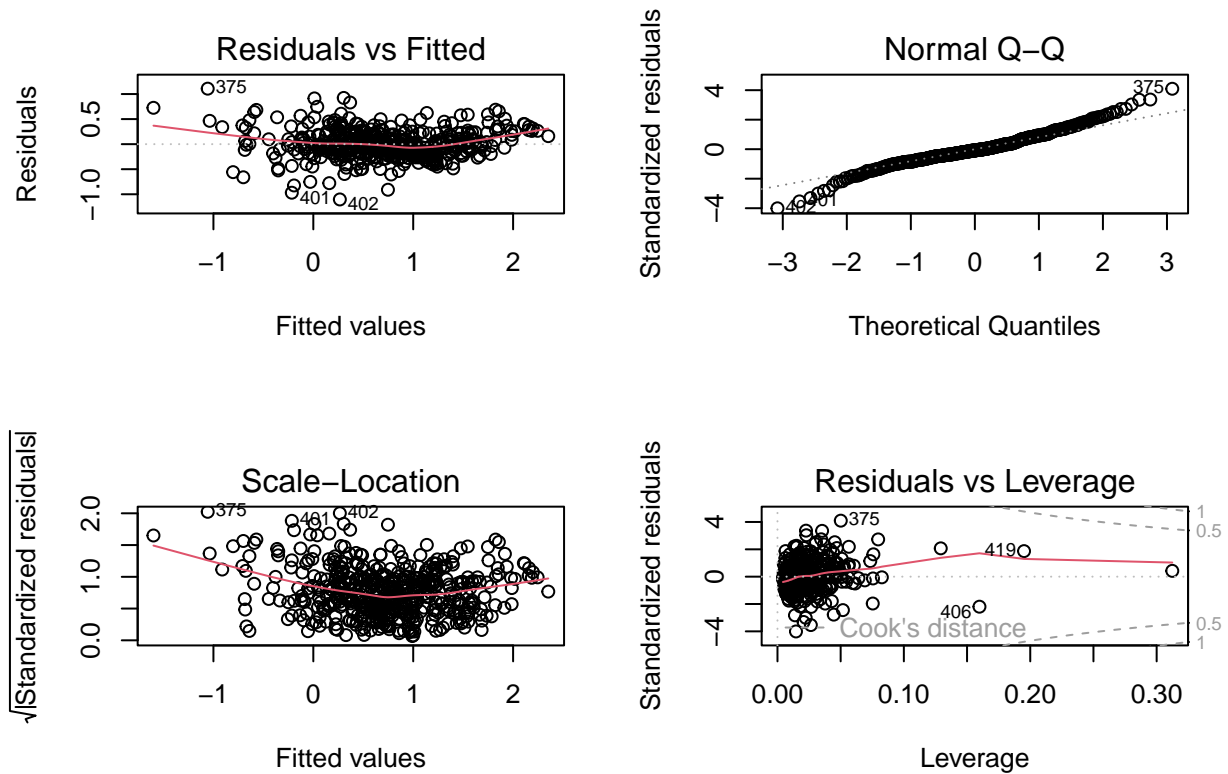 Residuals vs Fitted
Residuals
0.5
−1.0
375
401
402
−1 0 1 2
Fitted values
Normal Q−Q
Standardized residuals
4
0
−4
375
402
401
−3 −2 −1 0 1 2 3
Theoretical Quantiles
Scale−Location
√|Standardized residuals|
2.0
1.0
0.0
375
401
402
−1 0 1 2
Fitted values
Residuals vs Leverage
Standardized residuals
4
0
−4
375
419
406
Cook's distance
1
0.5
0.5
1
0.00 0.10 0.20 0.30
Leverage